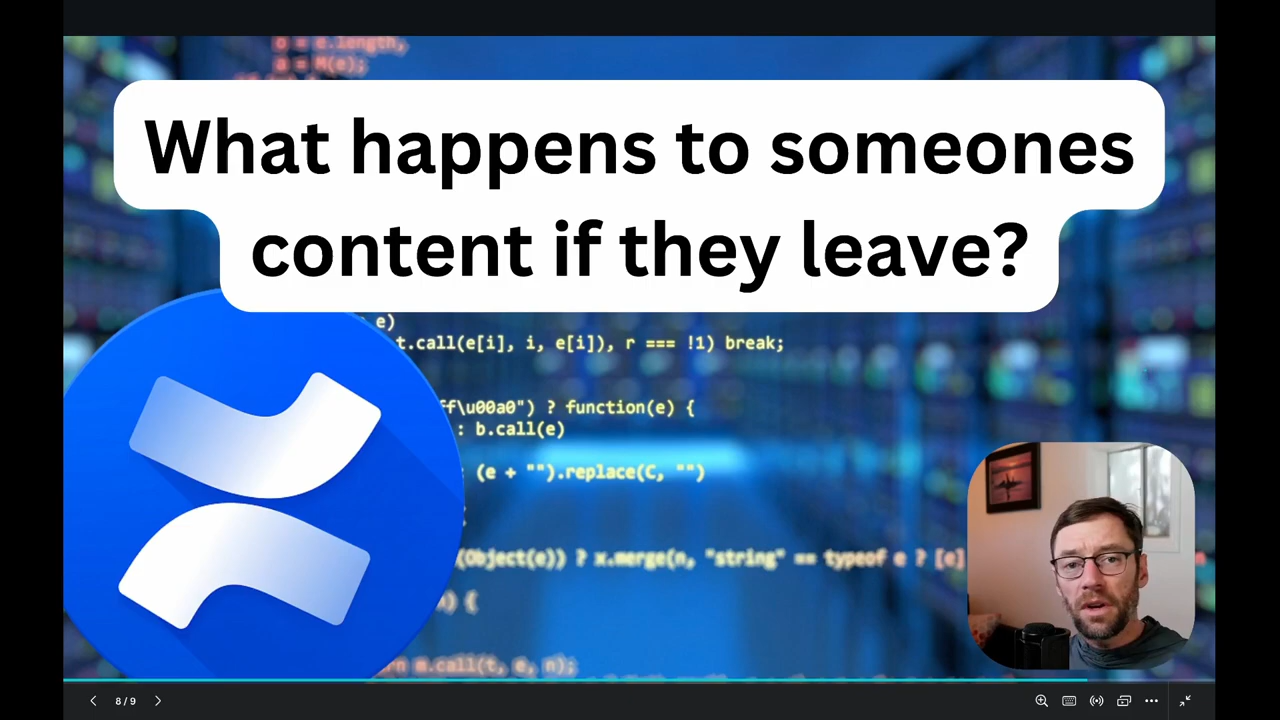 o = e.length,
a = M(e);
What happens to someones
content if they leave?
e)
t.call(e[i], i, e[i]), r === !1) break;
ff\u00a0") ? function(e) {
: b.call(e)
(e + "").replace(C, "")
(Object(e)) ? x.merge(n, "string" == typeof e ? [e]
) {
m.call(t, e, n);
8 / 9